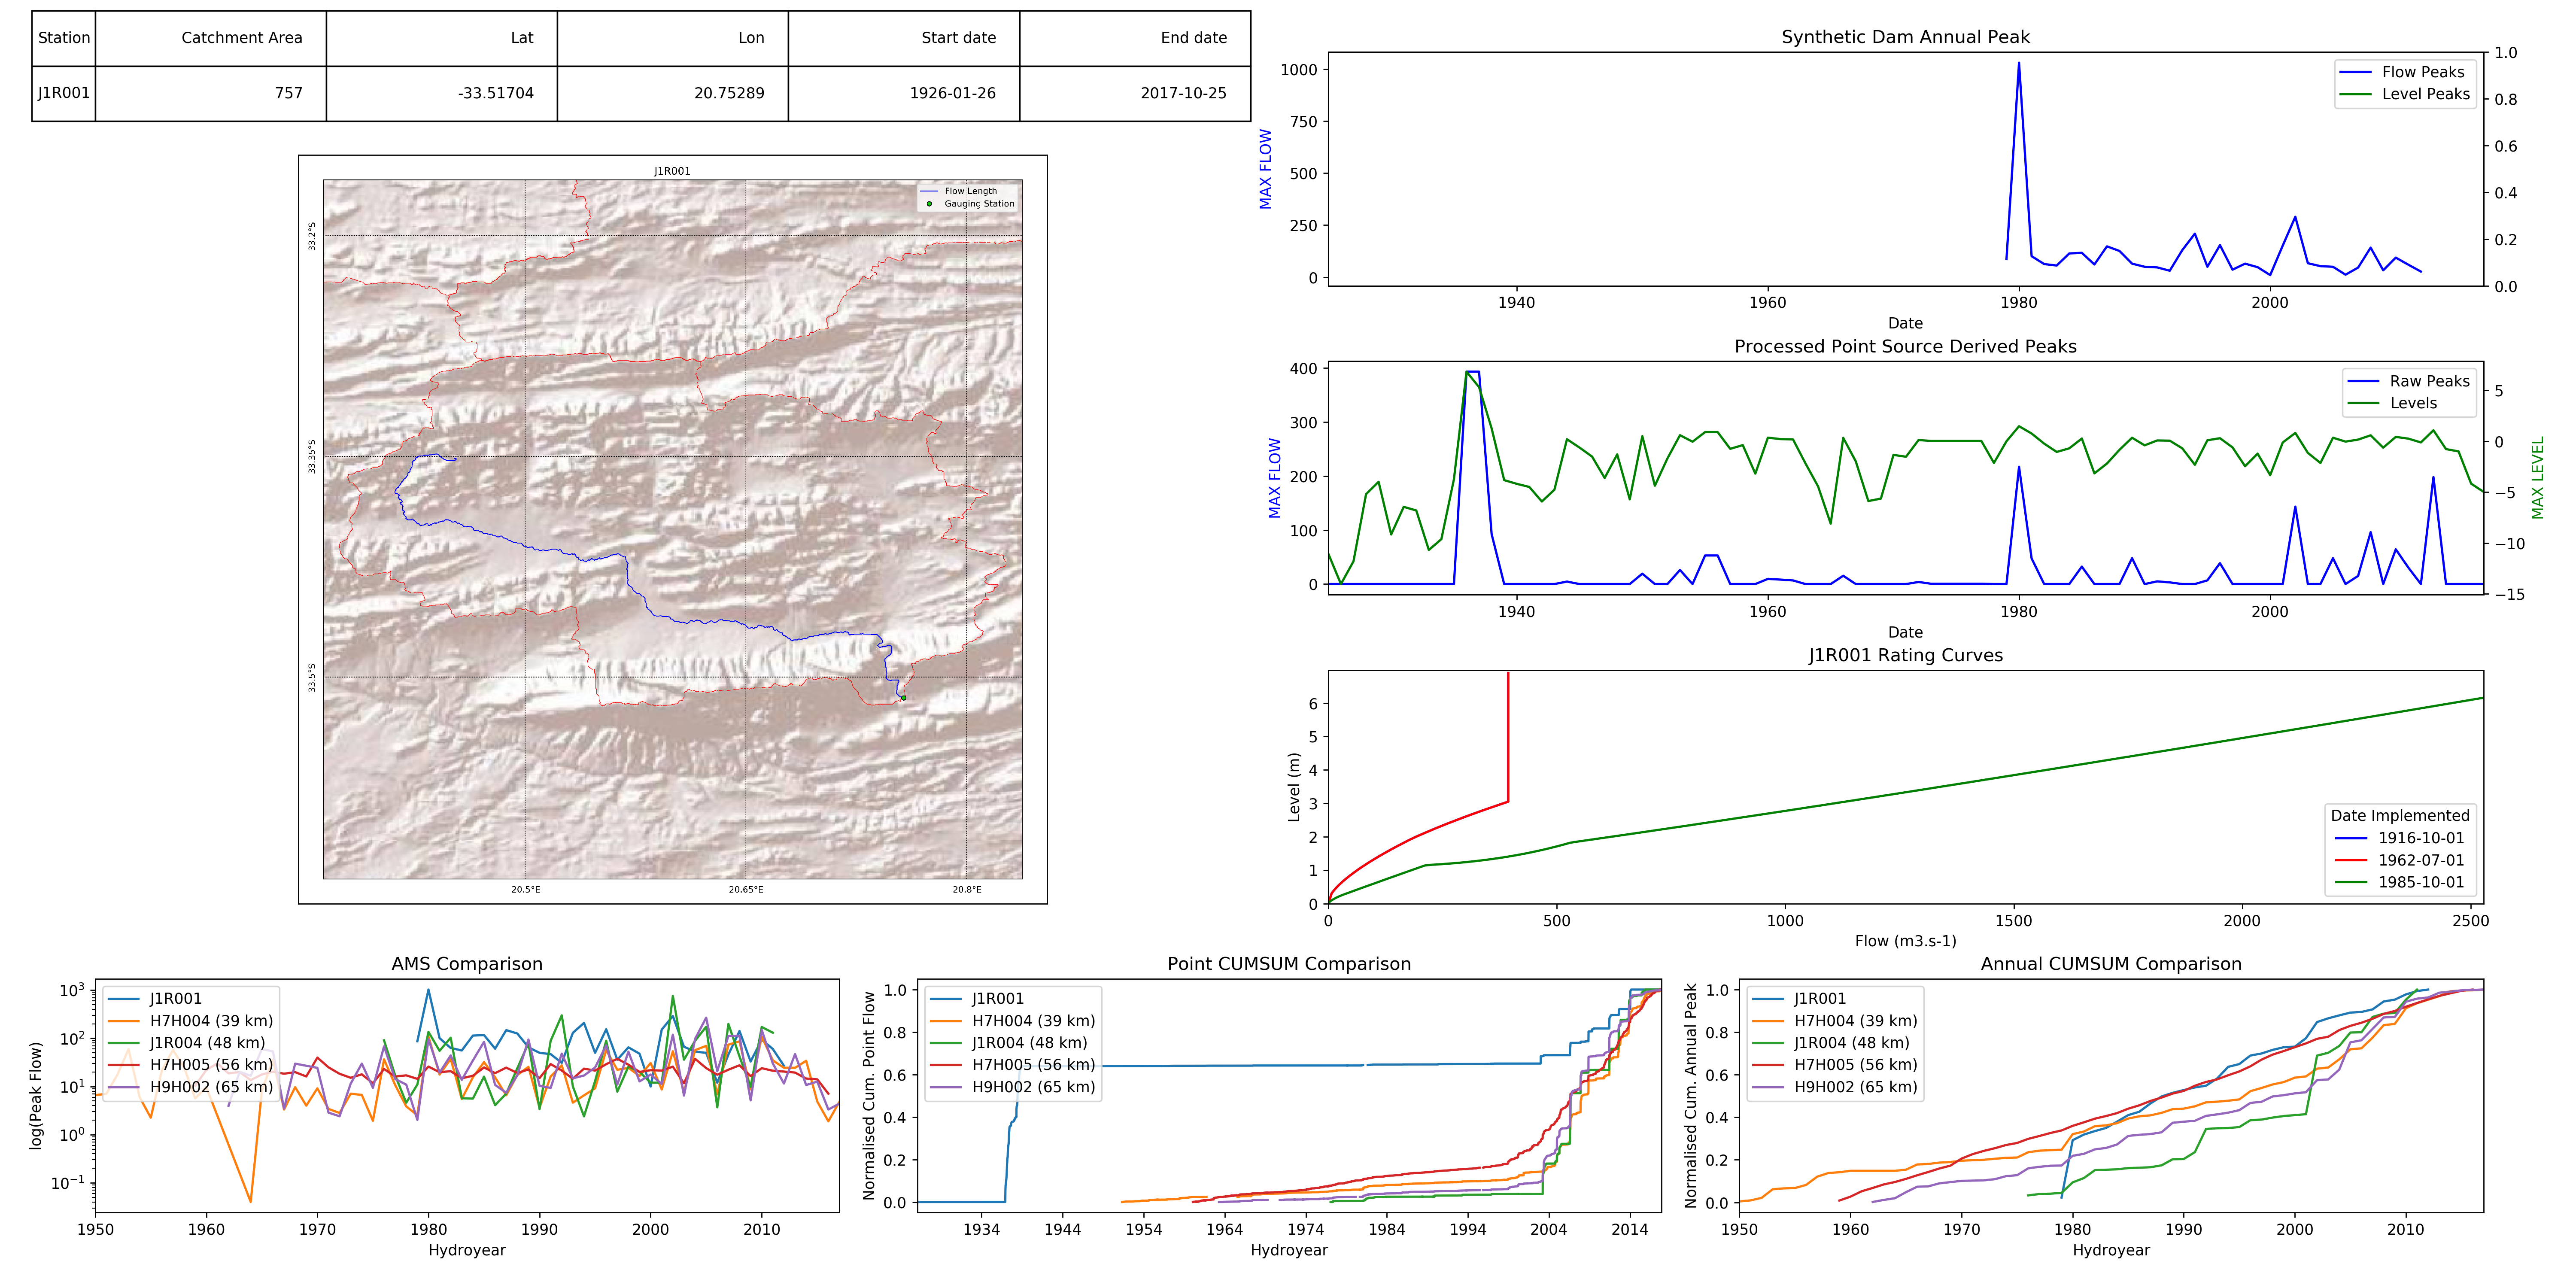 Station Catchment Area Lat Lon Start date End date
J1R001 757 -33.51704 20.75289 1926-01-26 2017-10-25
J1R001
Flow Length
Gauging Station
33.2°S
33.35°S
33.5°S
20.5°E 20.65°E 20.8°E
Synthetic Dam Annual Peak
Flow Peaks
Level Peaks
MAX FLOW
1000
750
500
250
0
1.0
0.8
0.6
0.4
0.2
0.0
1940 1960 1980 2000
Date
Processed Point Source Derived Peaks
Raw Peaks
Levels
MAX FLOW
400
300
200
100
0
5
0
−5
−10
−15
MAX LEVEL
1940 1960 1980 2000
Date
J1R001 Rating Curves
Level (m)
6
5
4
3
2
1
0
Date Implemented
1916-10-01
1962-07-01
1985-10-01
0 500 1000 1500 2000 2500
Flow (m3.s-1)
AMS Comparison
log(Peak Flow)
10³
10²
10¹
10⁰
10⁻¹
J1R001
H7H004 (39 km)
J1R004 (48 km)
H7H005 (56 km)
H9H002 (65 km)
1950 1960 1970 1980 1990 2000 2010
Hydroyear
Point CUMSUM Comparison
Normalised Cum. Point Flow
1.0
0.8
0.6
0.4
0.2
0.0
J1R001
H7H004 (39 km)
J1R004 (48 km)
H7H005 (56 km)
H9H002 (65 km)
1934 1944 1954 1964 1974 1984 1994 2004 2014
Hydroyear
Annual CUMSUM Comparison
Normalised Cum. Annual Peak
1.0
0.8
0.6
0.4
0.2
0.0
J1R001
H7H004 (39 km)
J1R004 (48 km)
H7H005 (56 km)
H9H002 (65 km)
1950 1960 1970 1980 1990 2000 2010
Hydroyear